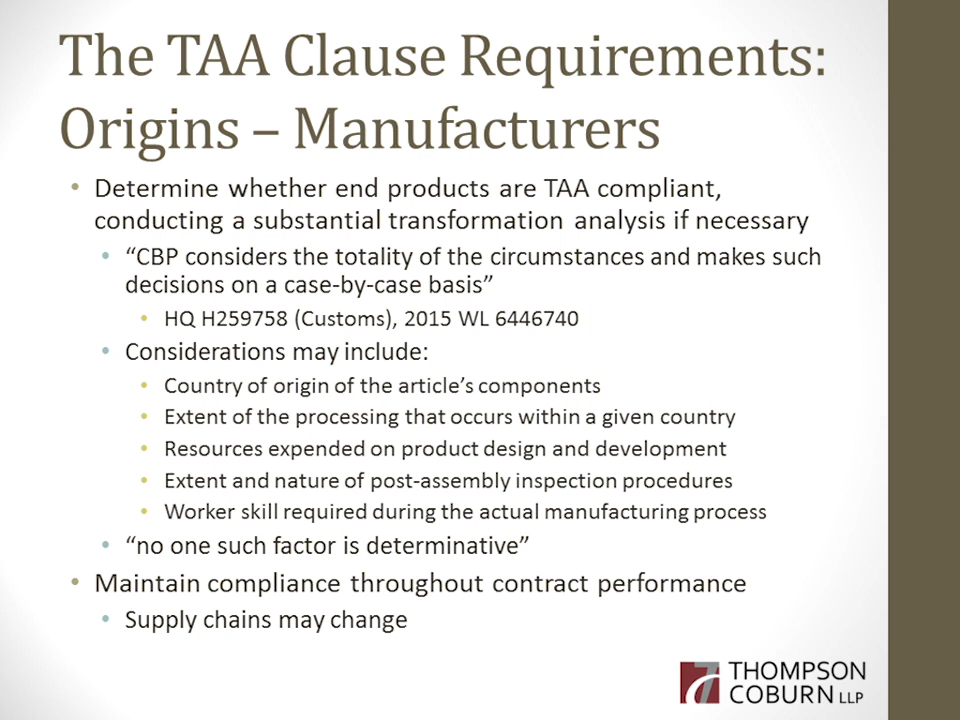 The TAA Clause Requirements:
Origins – Manufacturers
• Determine whether end products are TAA compliant,
conducting a substantial transformation analysis if necessary
• “CBP considers the totality of the circumstances and makes such
decisions on a case-by-case basis”
• HQ H259758 (Customs), 2015 WL 6446740
• Considerations may include:
• Country of origin of the article’s components
• Extent of the processing that occurs within a given country
• Resources expended on product design and development
• Extent and nature of post-assembly inspection procedures
• Worker skill required during the actual manufacturing process
• “no one such factor is determinative”
• Maintain compliance throughout contract performance
• Supply chains may change
THOMPSON
COBURN LLP